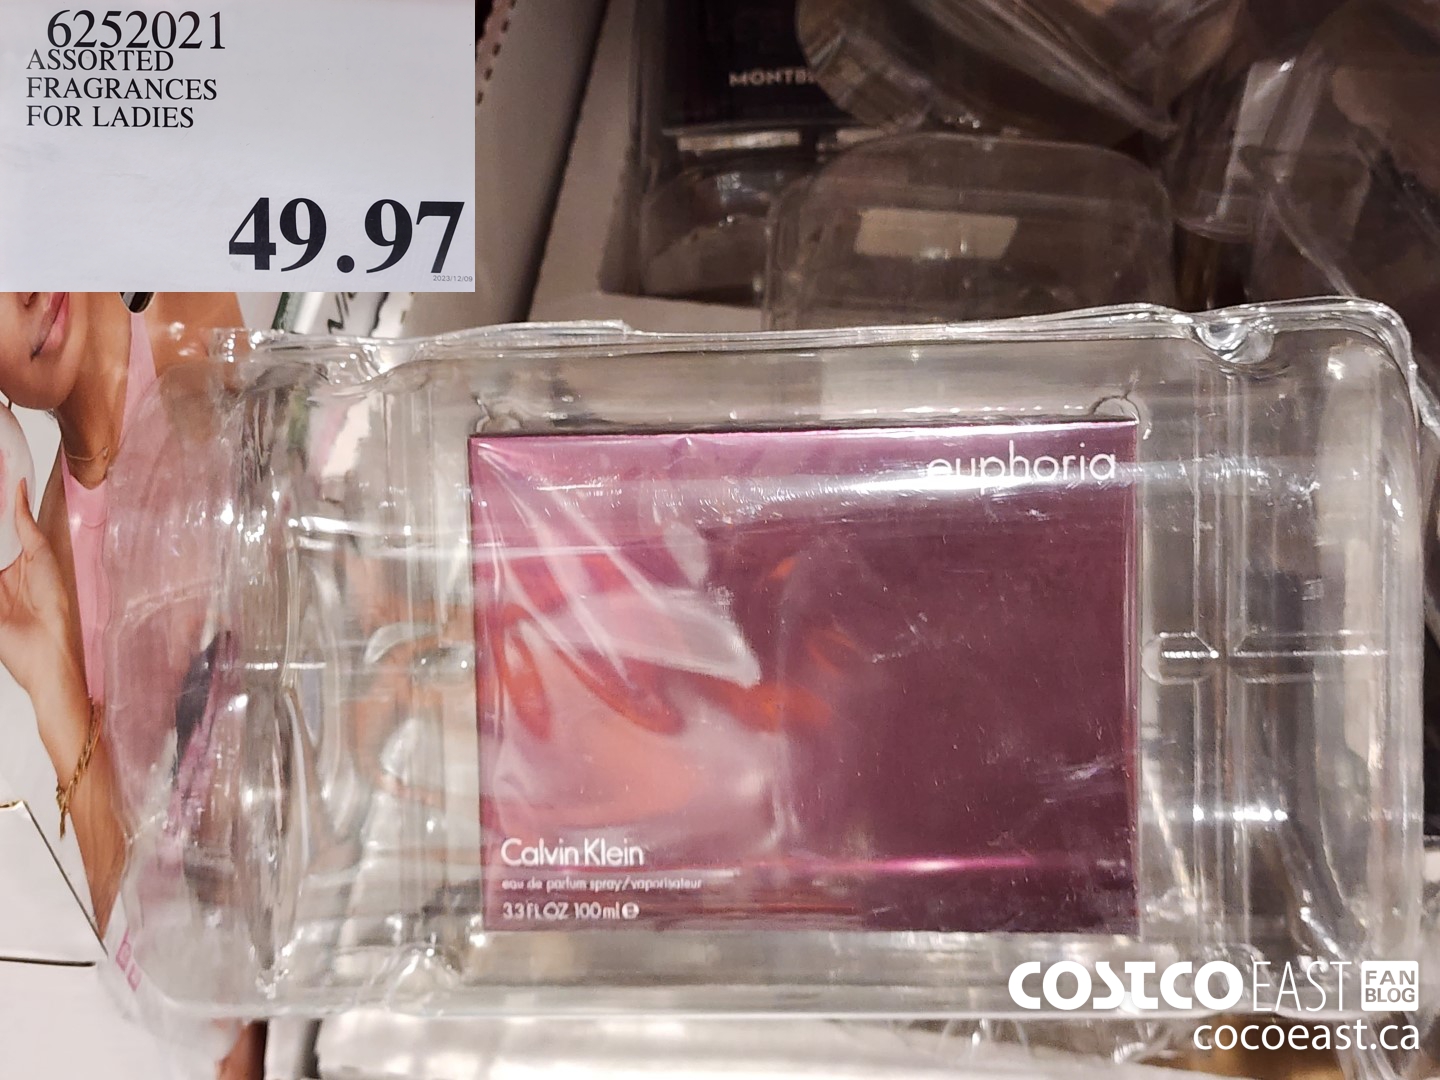 6252021
ASSORTED
FRAGRANCES
FOR LADIES
49.97
2023/12/09
MONTB
euphoria
Calvin Klein
eau de parfum spray/vaporisateur
3.3 fl OZ 100 ml e
COSTCO EAST FAN BLOG
cocoeast.ca